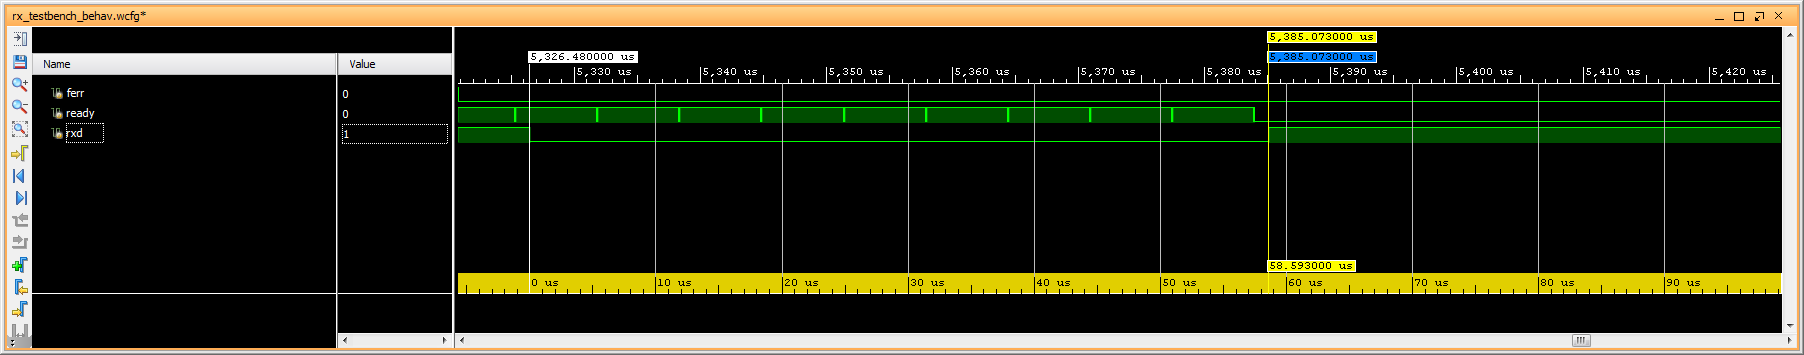 rx_testbench_behav.wcfg*
5,385.073000 us
5,326.480000 us
5,385.073000 us
Name Value
5,330 us 5,340 us 5,350 us 5,360 us 5,370 us 5,380 us 5,390 us 5,400 us 5,410 us 5,420 us
ferr 0
ready 0
rxd 1
58.593000 us
0 us 10 us 20 us 30 us 40 us 50 us 60 us 70 us 80 us 90 us